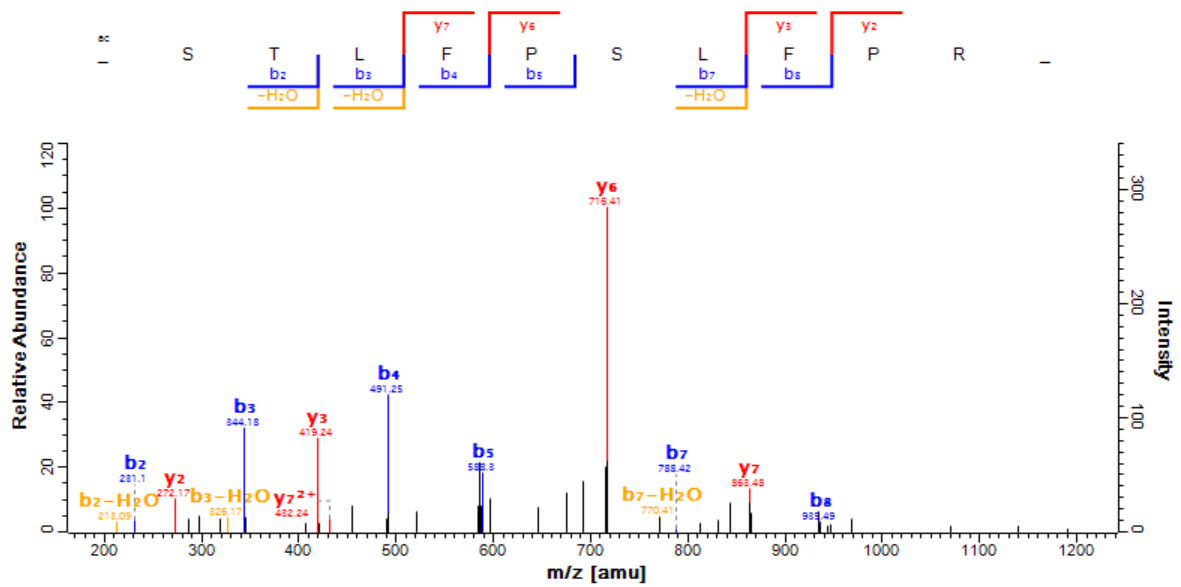 y₇ y₆ y₃ y₂
ac
_ S T L F P S L F P R _
b₂ b₃ b₄ b₅ b₇ b₈
-H₂O -H₂O -H₂O
120
100
80
60
40
20
0
Relative Abundance
300
200
100
0
Intensity
y₆
716.41
b₄
491.25
b₃
344.18
y₃
419.24
b₂
231.1
y₂
272.17
b₂-H₂O
213.09
b₃-H₂O
326.17
y₇²⁺
432.24
b₅
588.3
b₇
788.42
b₇-H₂O
770.41
y₇
863.48
b₈
935.49
200 300 400 500 600 700 800 900 1000 1100 1200
m/z [amu]